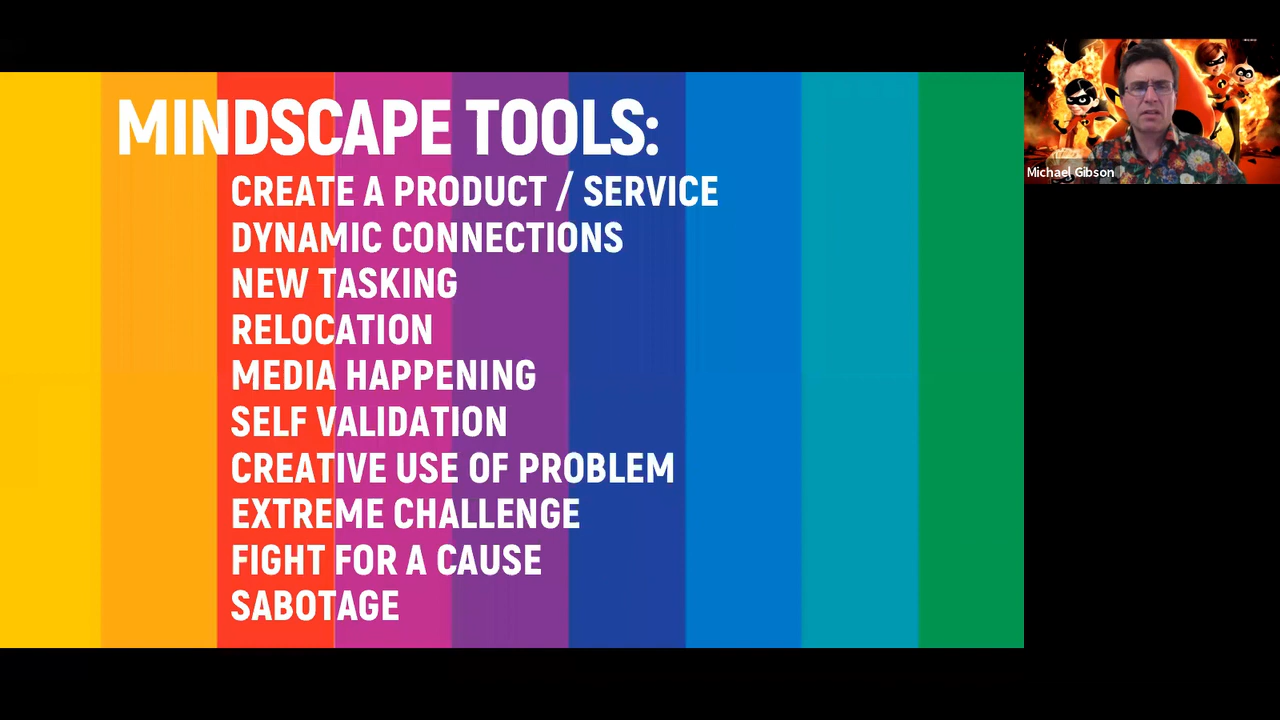 MINDSCAPE TOOLS:
CREATE A PRODUCT / SERVICE
DYNAMIC CONNECTIONS
NEW TASKING
RELOCATION
MEDIA HAPPENING
SELF VALIDATION
CREATIVE USE OF PROBLEM
EXTREME CHALLENGE
FIGHT FOR A CAUSE
SABOTAGE
Michael Gibson